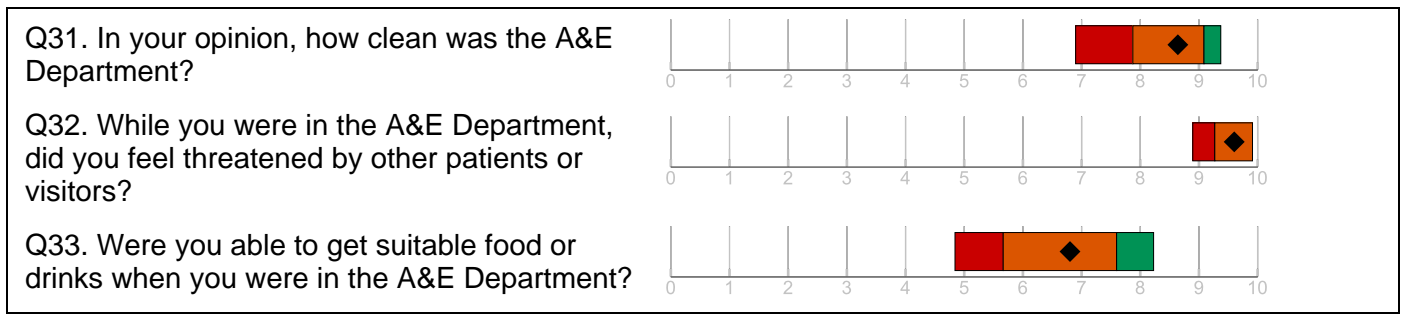 Q31. In your opinion, how clean was the A&E
Department?
0 1 2 3 4 5 6 7 8 9 10
Q32. While you were in the A&E Department,
did you feel threatened by other patients or
visitors?
0 1 2 3 4 5 6 7 8 9 10
Q33. Were you able to get suitable food or
drinks when you were in the A&E Department?
0 1 2 3 4 5 6 7 8 9 10